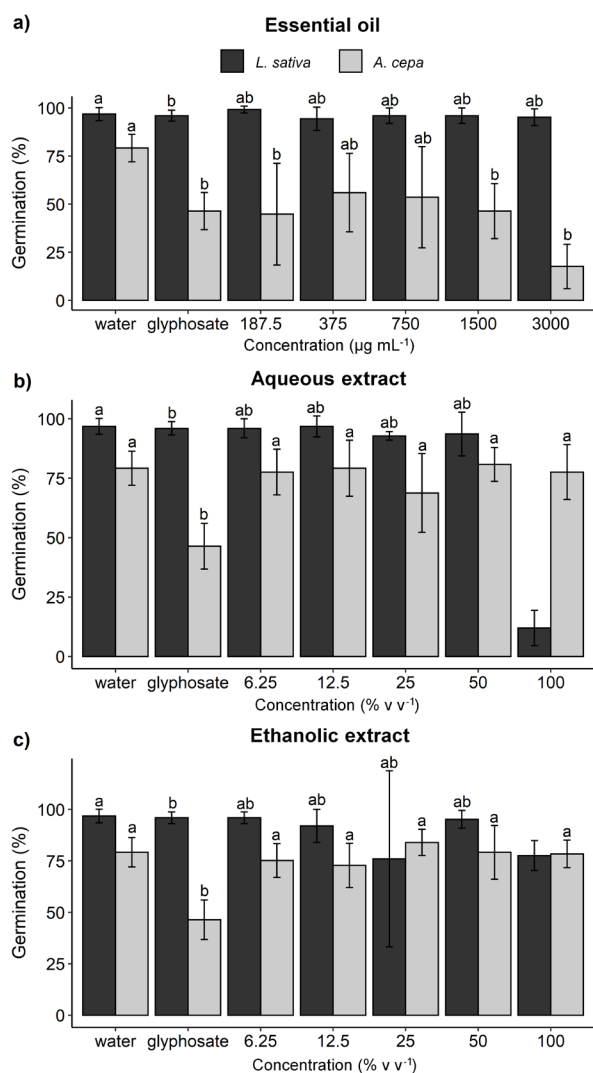 a)
Essential oil
L. sativa A. cepa
a a b b ab b ab ab ab ab ab b ab b
Germination (%)
100
75
50
25
0
water glyphosate 187.5 375 750 1500 3000
Concentration (µg mL⁻¹)
b)
Aqueous extract
a a b b ab a ab a ab a ab a a
Germination (%)
100
75
50
25
0
water glyphosate 6.25 12.5 25 50 100
Concentration (% v v⁻¹)
c)
Ethanolic extract
a a b b ab a ab a ab a ab a a
Germination (%)
100
75
50
25
0
water glyphosate 6.25 12.5 25 50 100
Concentration (% v v⁻¹)